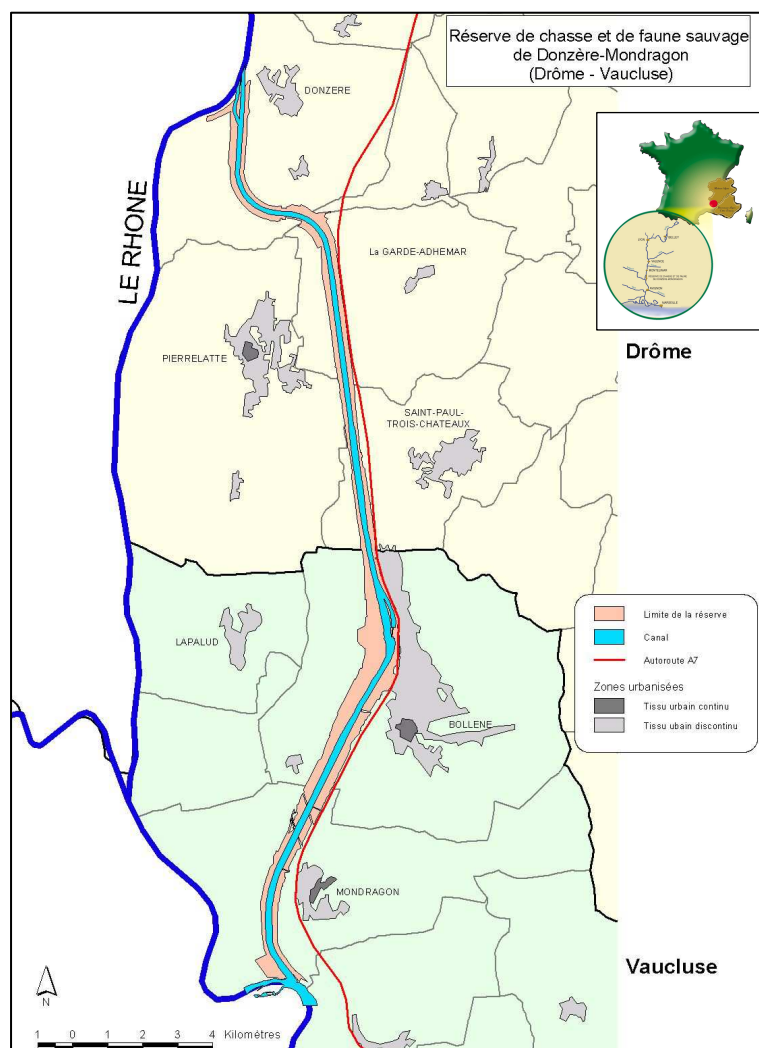 Réserve de chasse et de faune sauvage
de Donzère-Mondragon
(Drôme - Vaucluse)
DONZERE
LE RHONE
La GARDE-ADHEMAR
PIERRELATTE
Drôme
SAINT-PAUL-
TROIS-CHATEAUX
LAPALUD
Limite de la réserve
Canal
Autoroute A7
Zones urbanisées
Tissu urbain continu
Tissu ubain discontinu
BOLLENE
MONDRAGON
Vaucluse
N
1 0 1 2 3 4 Kilométres